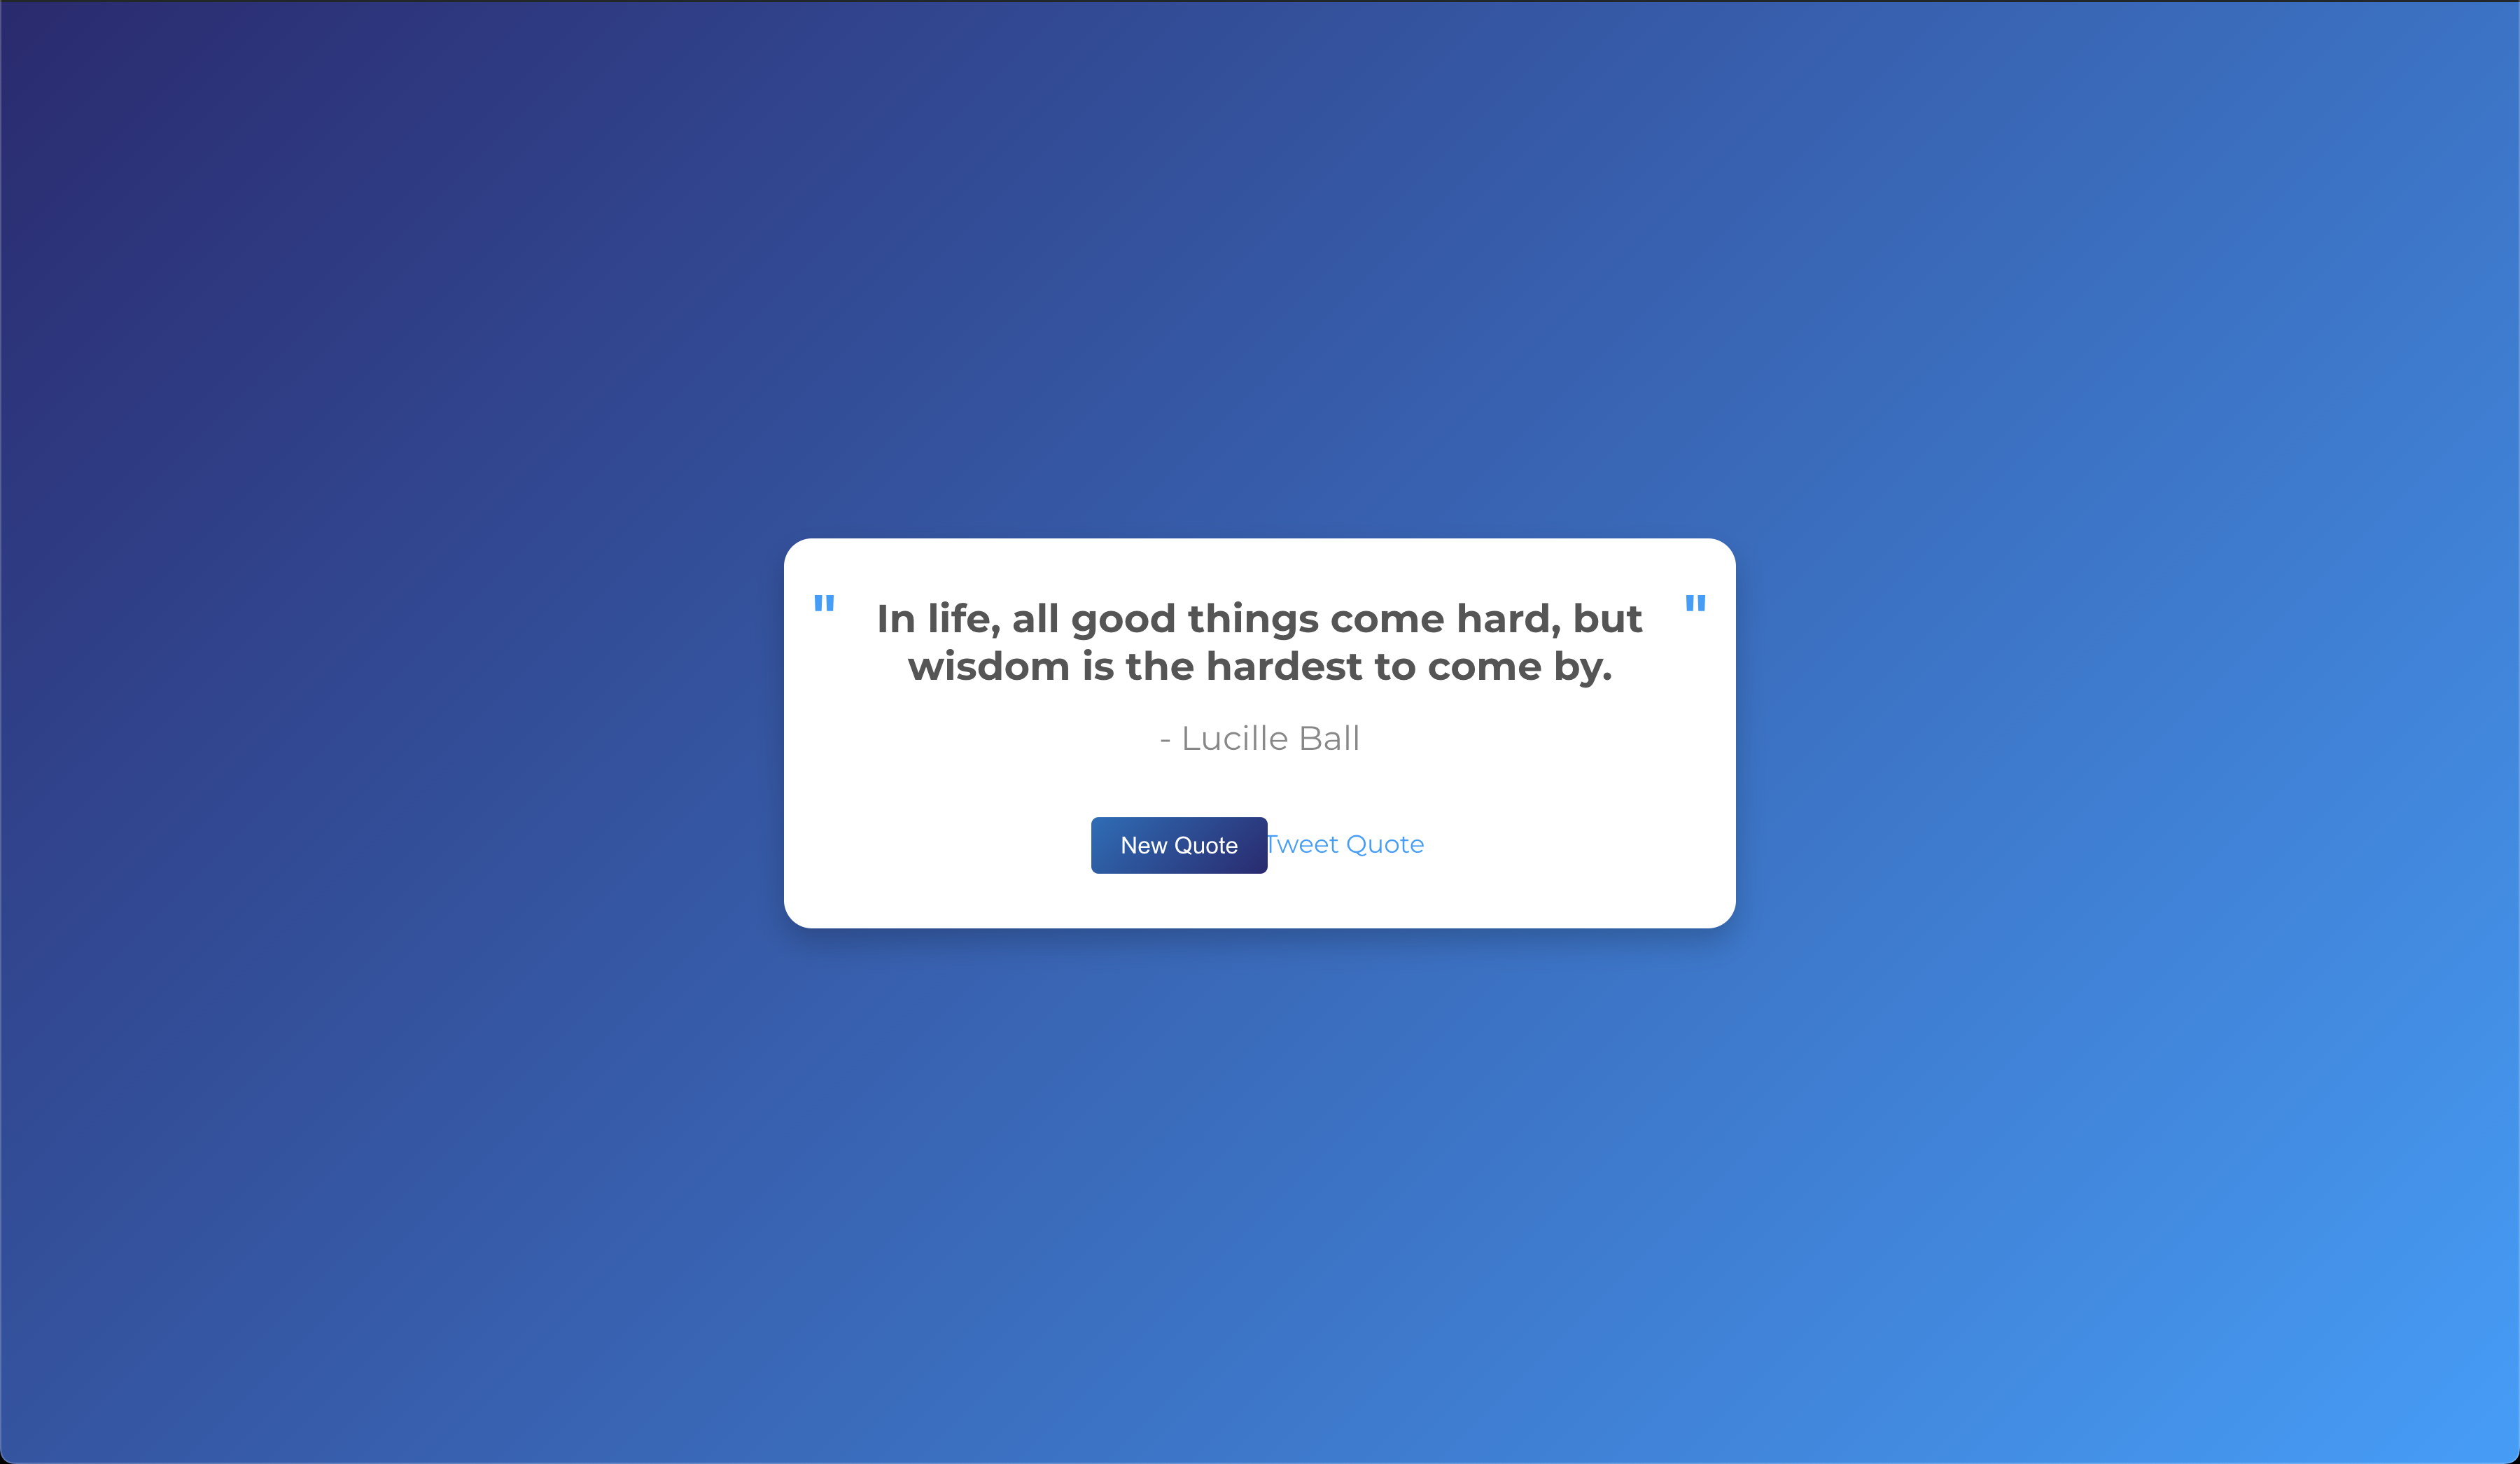 " In life, all good things come hard, but "
wisdom is the hardest to come by.
- Lucille Ball
New Quote Tweet Quote